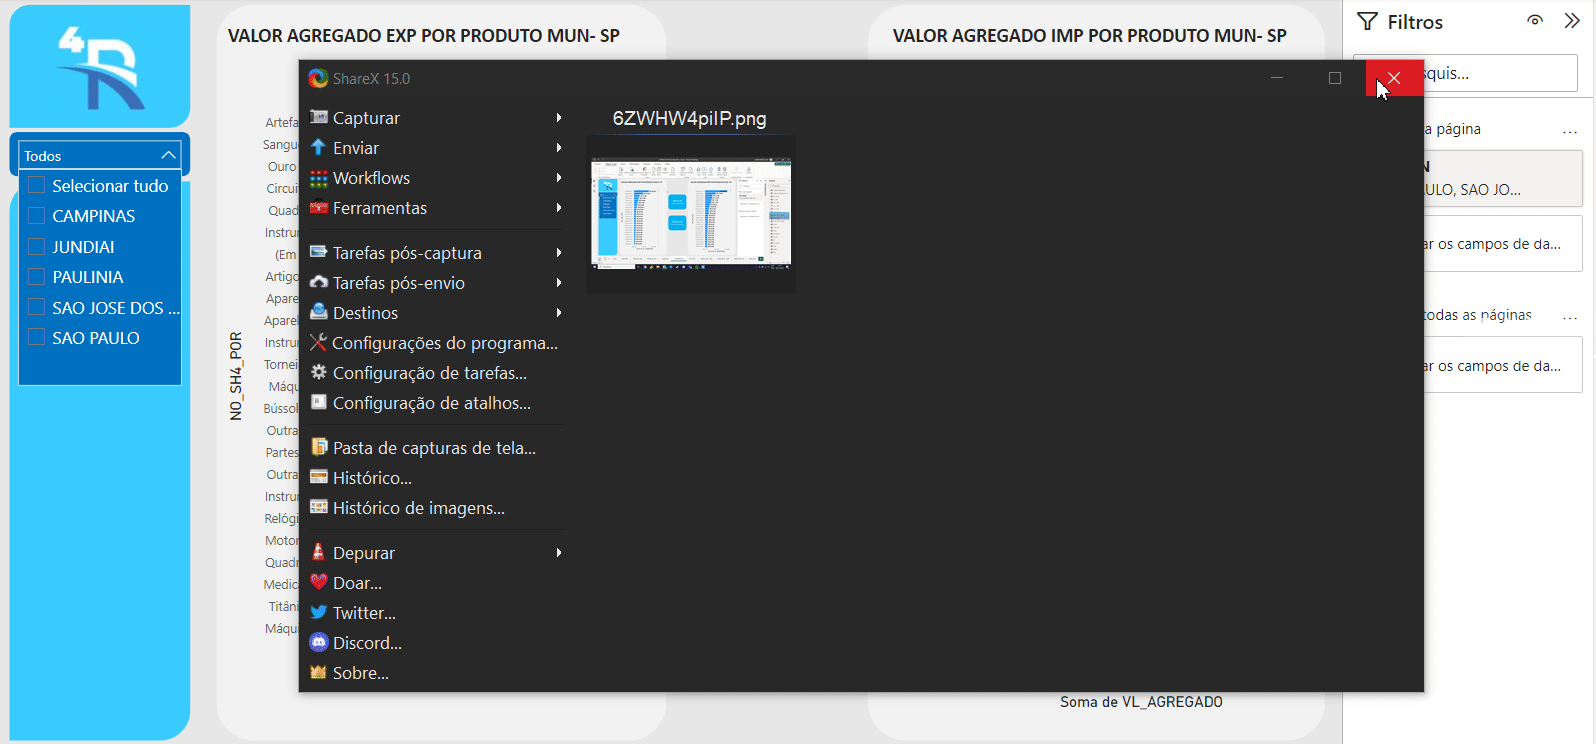 4R
VALOR AGREGADO EXP POR PRODUTO MUN- SP
VALOR AGREGADO IMP POR PRODUTO MUN- SP
Filtros
Todos
Selecionar tudo
CAMPINAS
JUNDIAI
PAULINIA
SAO JOSE DOS ...
SAO PAULO
NO_SH4_POR
Artefa
Sangu
Ouro
Circui
Quad
Instru
(Em
Artigo
Apare
Aparel
Instru
Tornei
Máqu
Bússol
Outra
Partes
Outra
Instru
Relógi
Motor
Quadr
Medica
Titâni
Máqui
ShareX 15.0
Capturar
Enviar
Workflows
Ferramentas
Tarefas pós-captura
Tarefas pós-envio
Destinos
Configurações do programa...
Configuração de tarefas...
Configuração de atalhos...
Pasta de capturas de tela...
Histórico...
Histórico de imagens...
Depurar
Doar...
Twitter...
Discord...
Sobre...
6ZWHW4pilP.png
squis...
a página
...
N
ULO, SAO JO...
ar os campos de da...
todas as páginas
...
ar os campos de da...
Soma de VL_AGREGADO